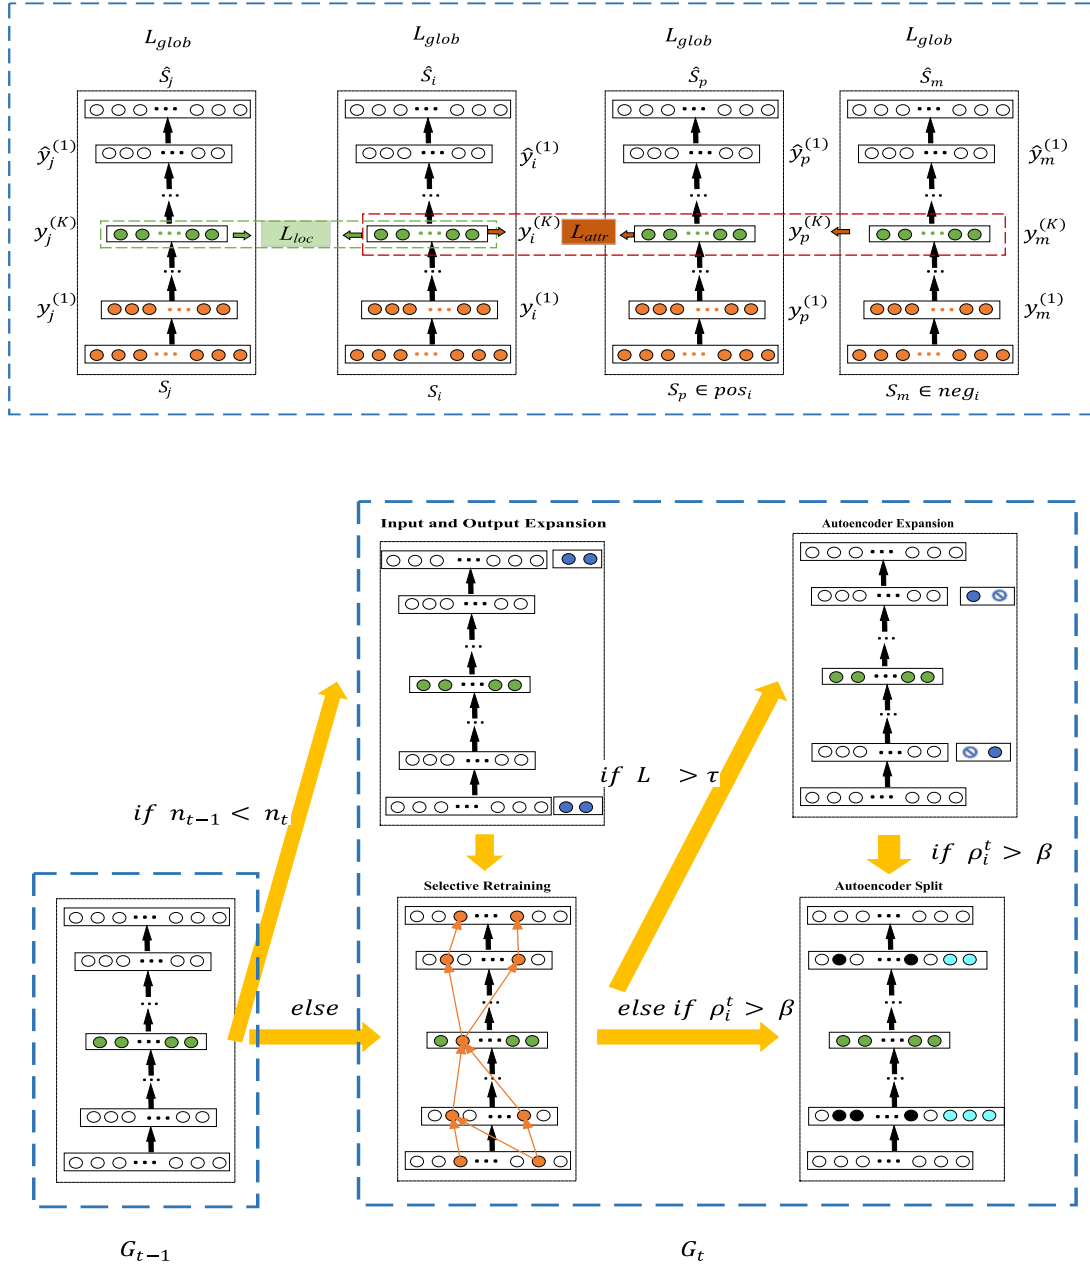 L_glob L_glob L_glob L_glob
Ŝ_j Ŝ_i Ŝ_p Ŝ_m
ŷ_j^(1) ŷ_i^(1) ŷ_p^(1) ŷ_m^(1)
y_j^(K) L_loc y_i^(K) L_attr y_p^(K) y_m^(K)
y_j^(1) y_i^(1) y_p^(1) y_m^(1)
S_j S_i S_p ∈ pos_i S_m ∈ neg_i
Input and Output Expansion
Autoencoder Expansion
if L > τ
if n_{t−1} < n_t
if ρ_i^t > β
Selective Retraining
Autoencoder Split
else
else if ρ_i^t > β
G_{t−1} G_t